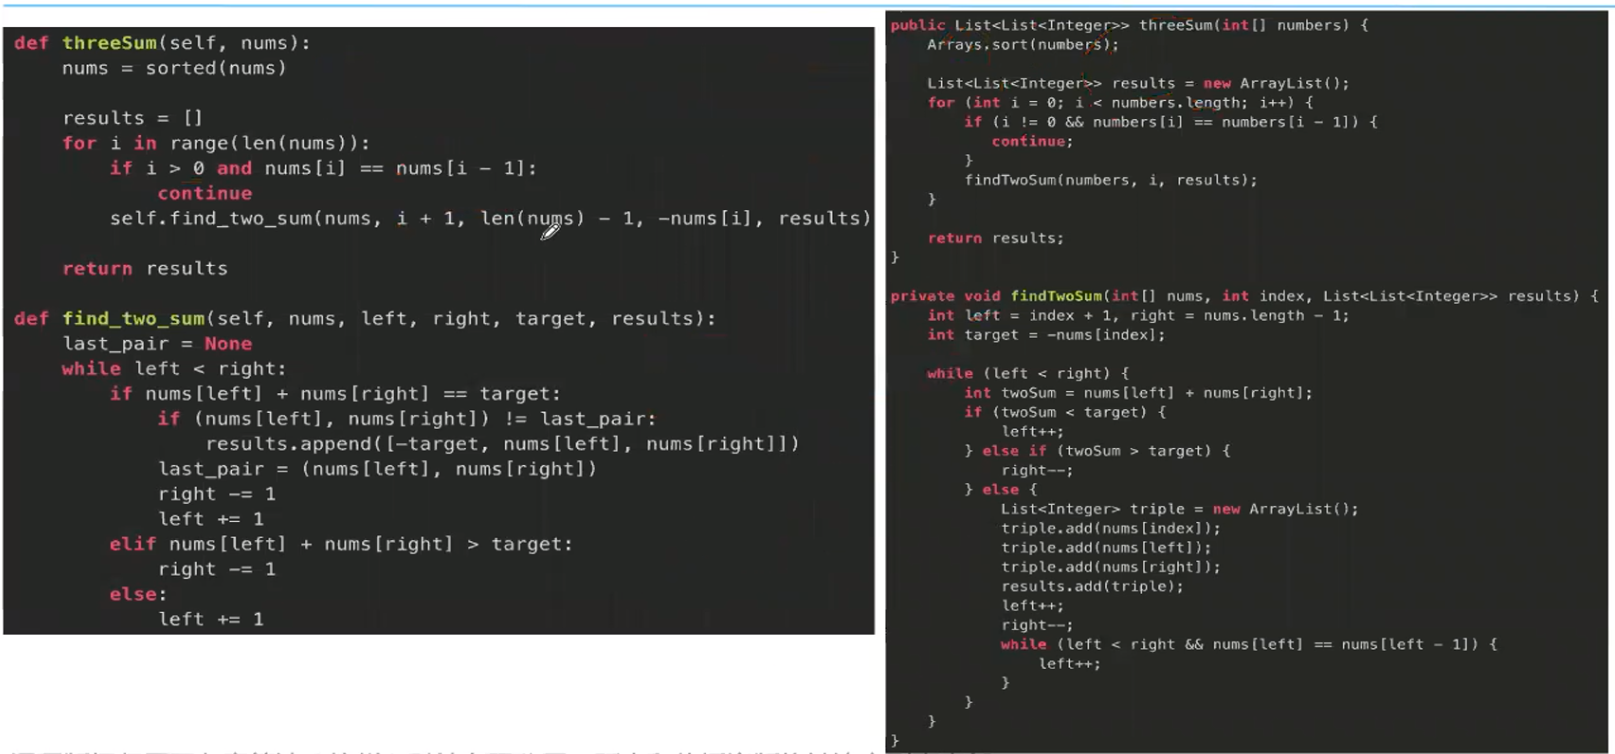 def threeSum(self, nums):
    nums = sorted(nums)
    results = []
    for i in range(len(nums)):
        if i > 0 and nums[i] == nums[i - 1]:
            continue
        self.find_two_sum(nums, i + 1, len(nums) - 1, -nums[i], results)
    return results
def find_two_sum(self, nums, left, right, target, results):
    last_pair = None
    while left < right:
        if nums[left] + nums[right] == target:
            if (nums[left], nums[right]) != last_pair:
                results.append([-target, nums[left], nums[right]])
            last_pair = (nums[left], nums[right])
            right -= 1
            left += 1
        elif nums[left] + nums[right] > target:
            right -= 1
        else:
            left += 1
public List<List<Integer>> threeSum(int[] numbers) {
    Arrays.sort(numbers);
    List<List<Integer>> results = new ArrayList();
    for (int i = 0; i < numbers.length; i++) {
        if (i != 0 && numbers[i] == numbers[i - 1]) {
            continue;
        }
        findTwoSum(numbers, i, results);
    }
    return results;
}
private void findTwoSum(int[] nums, int index, List<List<Integer>> results) {
    int left = index + 1, right = nums.length - 1;
    int target = -nums[index];
    while (left < right) {
        int twoSum = nums[left] + nums[right];
        if (twoSum < target) {
            left++;
        } else if (twoSum > target) {
            right--;
        } else {
            List<Integer> triple = new ArrayList();
            triple.add(nums[index]);
            triple.add(nums[left]);
            triple.add(nums[right]);
            results.add(triple);
            left++;
            right--;
            while (left < right && nums[left] == nums[left - 1]) {
                left++;
            }
        }
    }
}